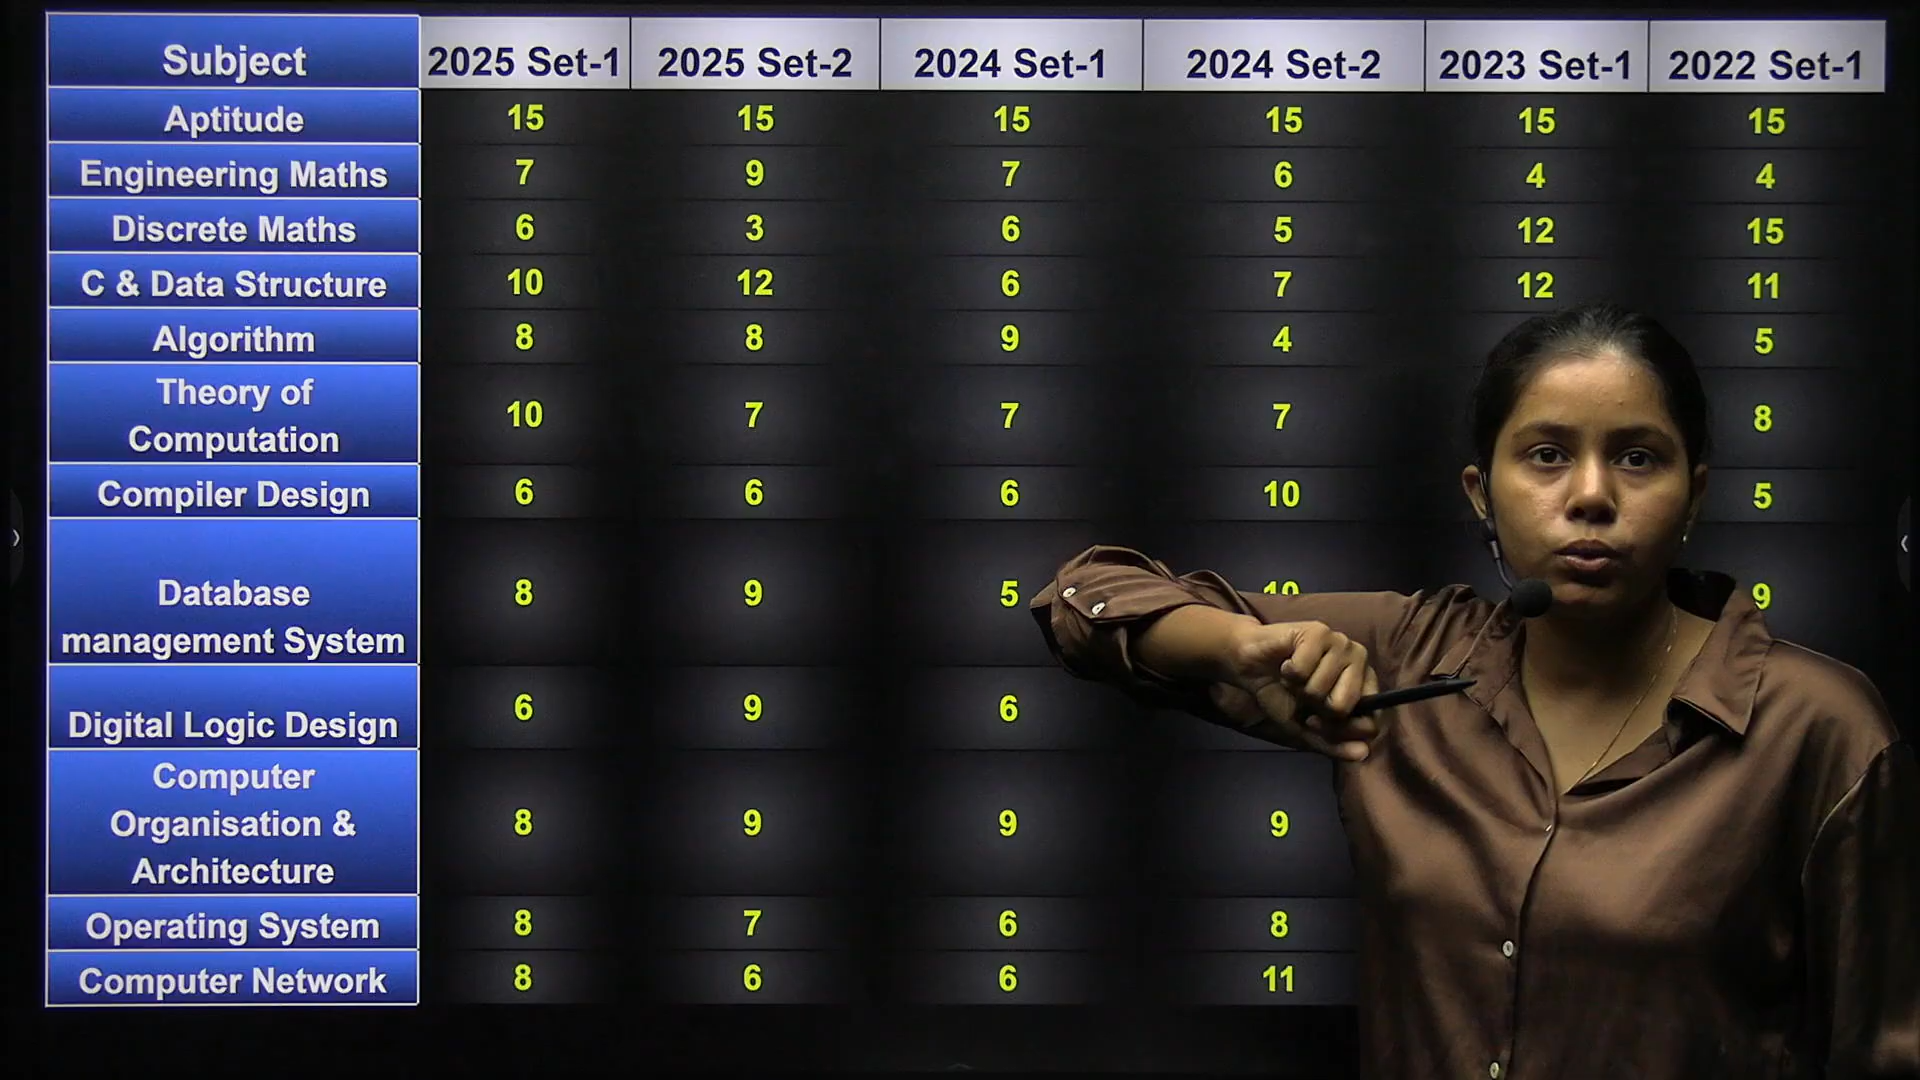 Subject 2025 Set-1 2025 Set-2 2024 Set-1 2024 Set-2 2023 Set-1 2022 Set-1
Aptitude 15 15 15 15 15 15
Engineering Maths 7 9 7 6 4 4
Discrete Maths 6 3 6 5 12 15
C & Data Structure 10 12 6 7 12 11
Algorithm 8 8 9 4 5
Theory of
Computation 10 7 7 7 8
Compiler Design 6 6 6 10 5
Database
management System 8 9 5 10 9
Digital Logic Design 6 9 6
Computer
Organisation &
Architecture 8 9 9 9
Operating System 8 7 6 8
Computer Network 8 6 6 11